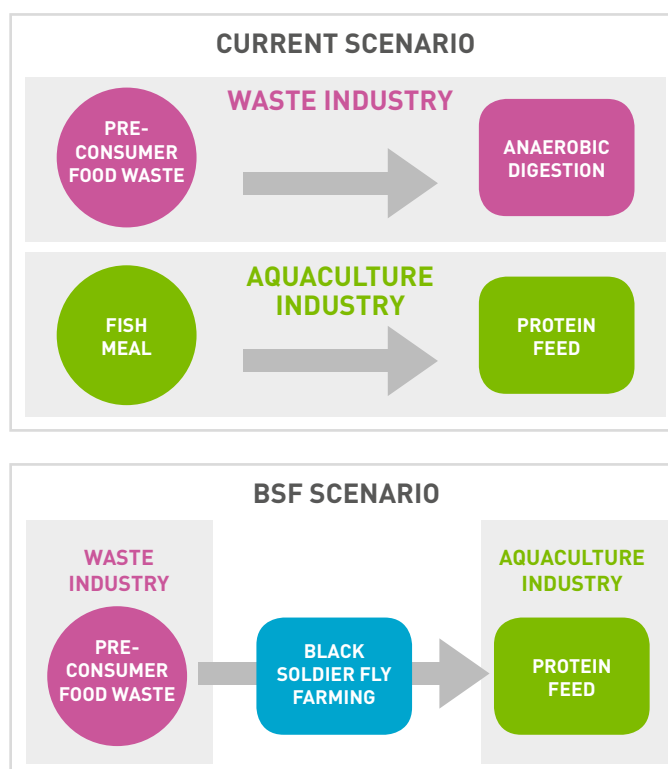 CURRENT SCENARIO
WASTE INDUSTRY
PRE-
CONSUMER
FOOD WASTE
ANAEROBIC
DIGESTION
AQUACULTURE
INDUSTRY
FISH
MEAL
PROTEIN
FEED
BSF SCENARIO
WASTE
INDUSTRY
PRE-
CONSUMER
FOOD WASTE
BLACK
SOLDIER FLY
FARMING
AQUACULTURE
INDUSTRY
PROTEIN
FEED